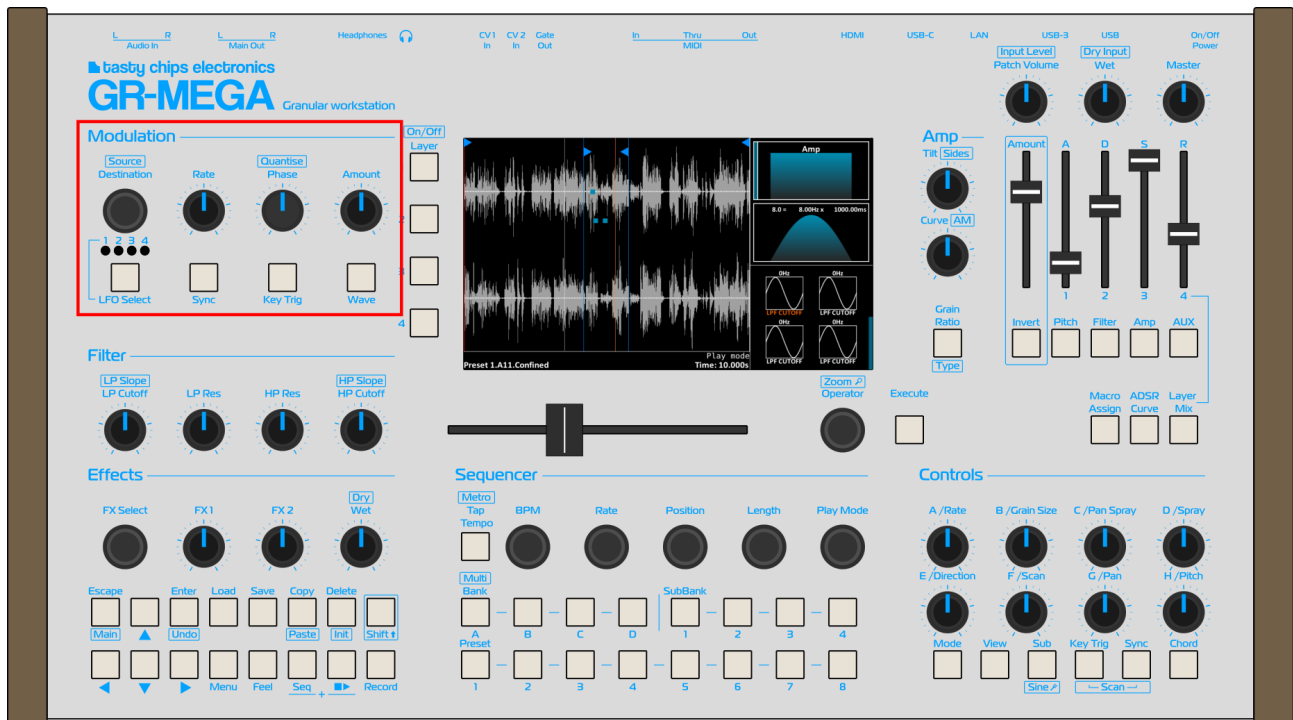 L R L R Headphones CV1 CV2 Gate In Thru Out HDMI USB-C LAN USB-3 USB On/Off
Audio In Main Out In In Out MIDI Power
Input Level Dry Input
Patch Volume Wet Master
tasty chips electronics
GR-MEGA Granular workstation
Modulation
On/Off
Layer
Source Quantise
Destination Rate Phase Amount
1 2 3 4
LFO Select Sync Key Trig Wave
2
3
4
Amp
8.0 = 8.00Hz x 1000.00ms
0Hz 0Hz
LPF CUTOFF LPF CUTOFF
0Hz 0Hz
LPF CUTOFF LPF CUTOFF
Play mode
Preset 1.A11.Confined Time: 10.000s
Amp
Tilt Sides
Curve AM
Grain
Ratio
Type
Amount A D S R
1 2 3 4
Invert Pitch Filter Amp AUX
Macro ADSR Layer
Assign Curve Mix
Filter
LP Slope HP Slope
LP Cutoff LP Res HP Res HP Cutoff
Zoom
Operator Execute
Effects
Dry
FX Select FX 1 FX 2 Wet
Escape Enter Load Save Copy Delete
Main Undo Paste Init Shift
Menu Feel Seq + Record
Sequencer
Metro
Tap
Tempo
BPM Rate Position Length Play Mode
Multi
Bank SubBank
A B C D 1 2 3 4
Preset
1 2 3 4 5 6 7 8
Controls
A /Rate B /Grain Size C /Pan Spray D /Spray
E /Direction F /Scan G /Pan H /Pitch
Mode View Sub Key Trig Sync Chord
Sine Scan